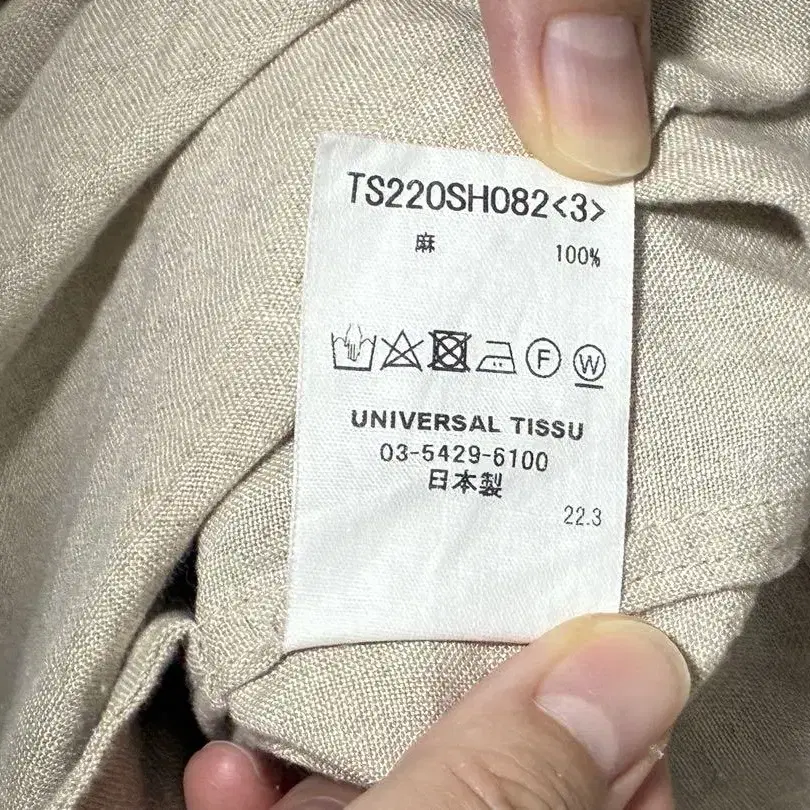 TS220SH082<3>
麻 100%
F W
UNIVERSAL TISSU
03-5429-6100
日本製
22.3